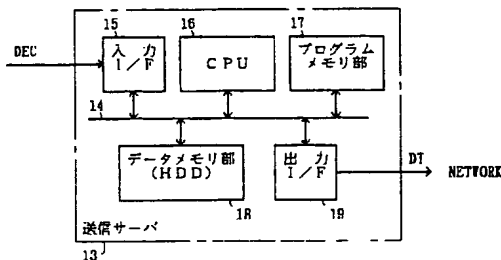 15
16
17
DEC
入力
I/F
CPU
プログラム
メモリ部
14
データメモリ部
(HDD)
出力
I/F
DT
NETWORK
18
19
送信サーバ
13